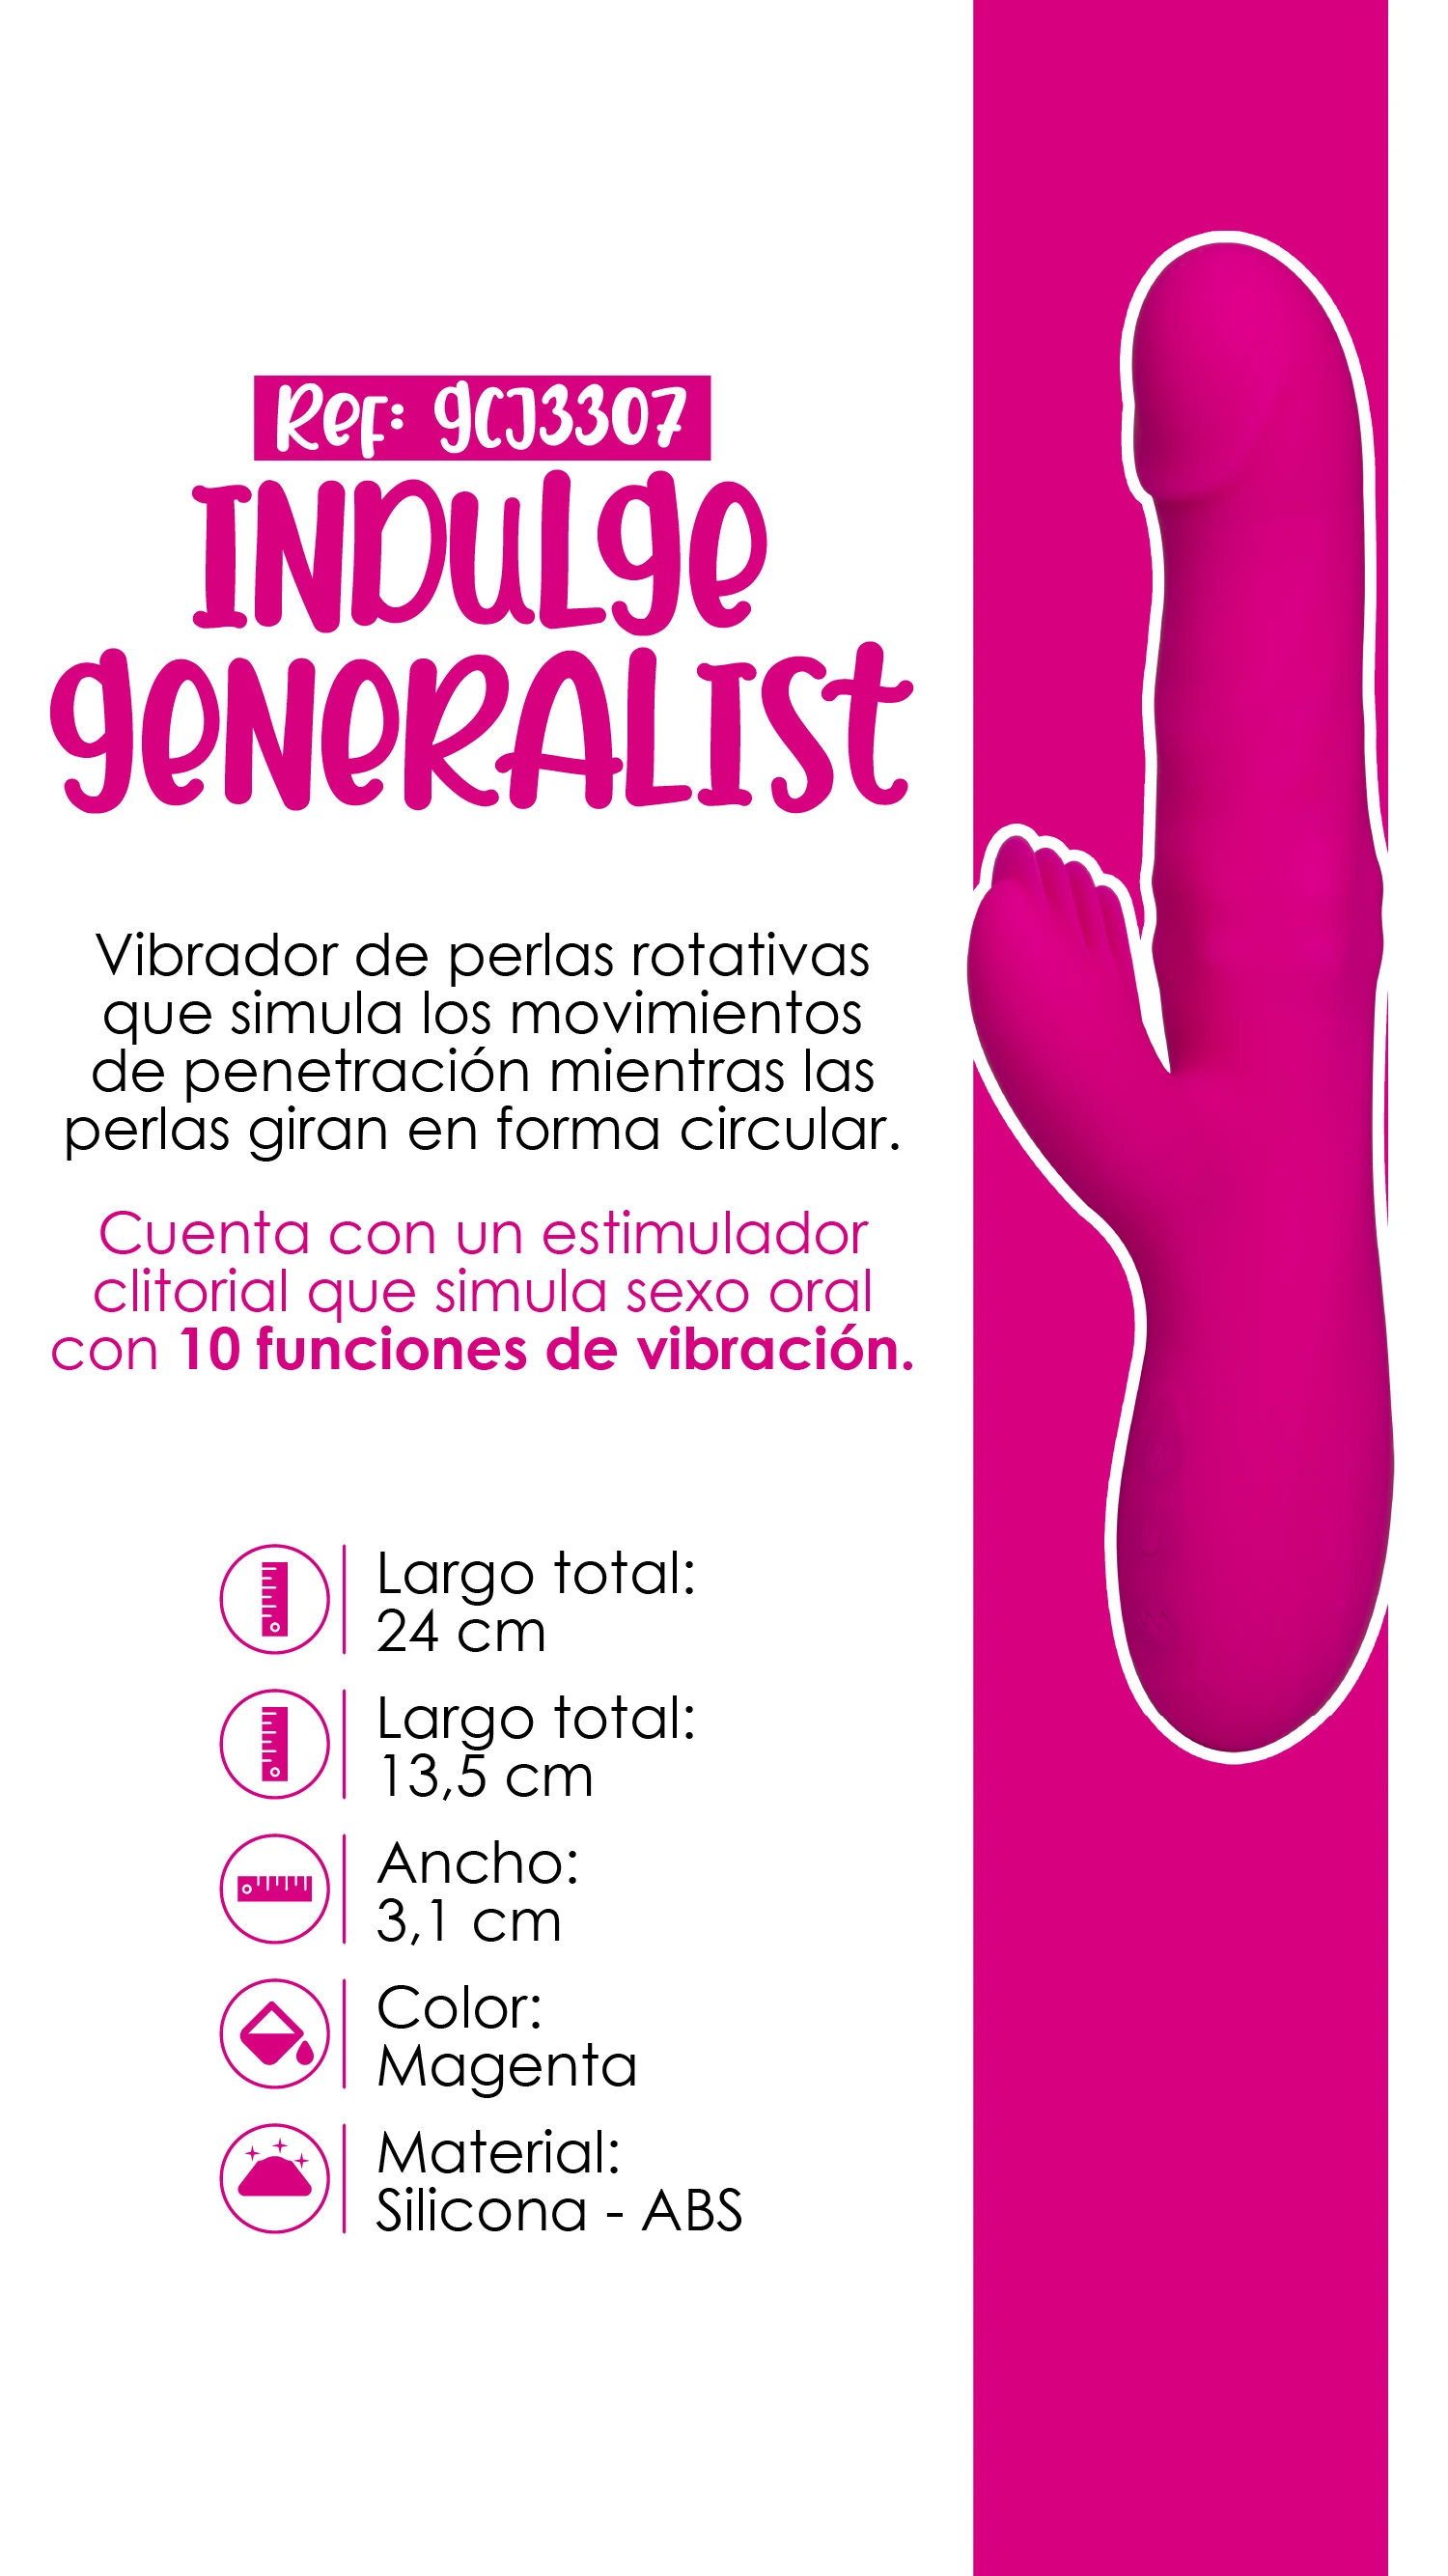 Ref: gCJ3307
INDuLge
geNeRALIST
Vibrador de perlas rotativas
que simula los movimientos
de penetración mientras las
perlas giran en forma circular.
Cuenta con un estimulador
clitorial que simula sexo oral
con 10 funciones de vibración.
Largo total:
24 cm
Largo total:
13,5 cm
Ancho:
3,1 cm
Color:
Magenta
Material:
Silicona - ABS